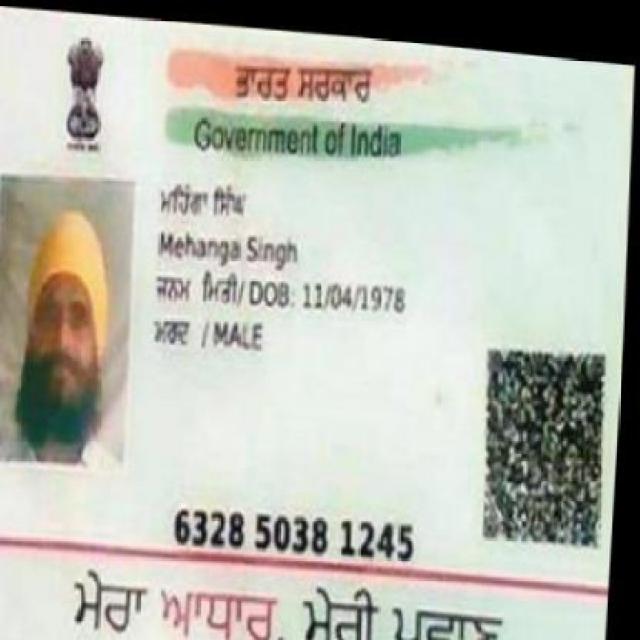 ਭਾਰਤ ਸਰਕਾਰ
Government of India
ਮਹਿੰਗਾ ਸਿੰਘ
Mehanga Singh
ਜਨਮ ਮਿਤੀ/DOB: 11/04/1978
ਮਰਦ / MALE
6328 5038 1245
ਮੇਰਾ ਆਧਾਰ, ਮੇਰੀ ਪਛਾਣ